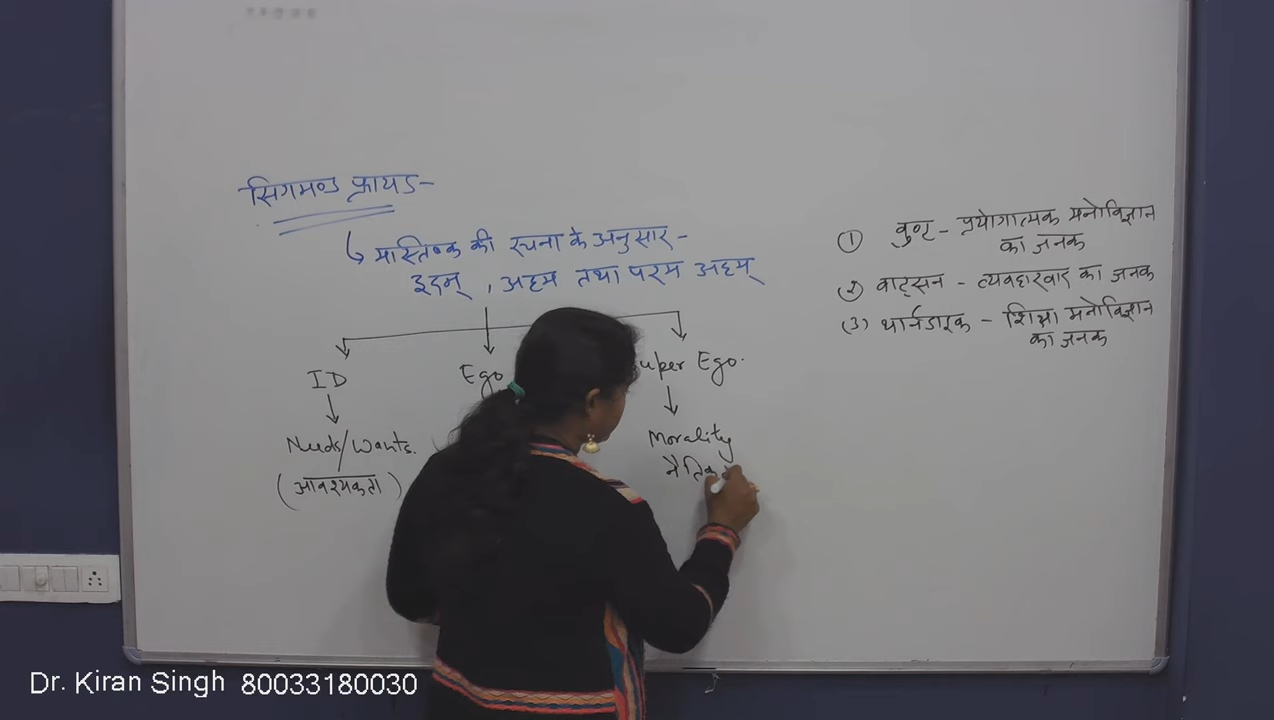 सिगमण्ड फ्रायड-
मास्तिष्क की रचना के अनुसार-
इदम् , अहम तथा परम अहम्
ID
Ego
uper Ego.
Needs/Wants.
Morality
(आवश्यकता)
नैतिक
① वुण्ट - प्रयोगात्मक मनोविज्ञान
का जनक
② वाट्सन - व्यवहारवाद का जनक
(3) थार्नडाइक - शिक्षा मनोविज्ञान
का जनक
Dr. Kiran Singh 80033180030